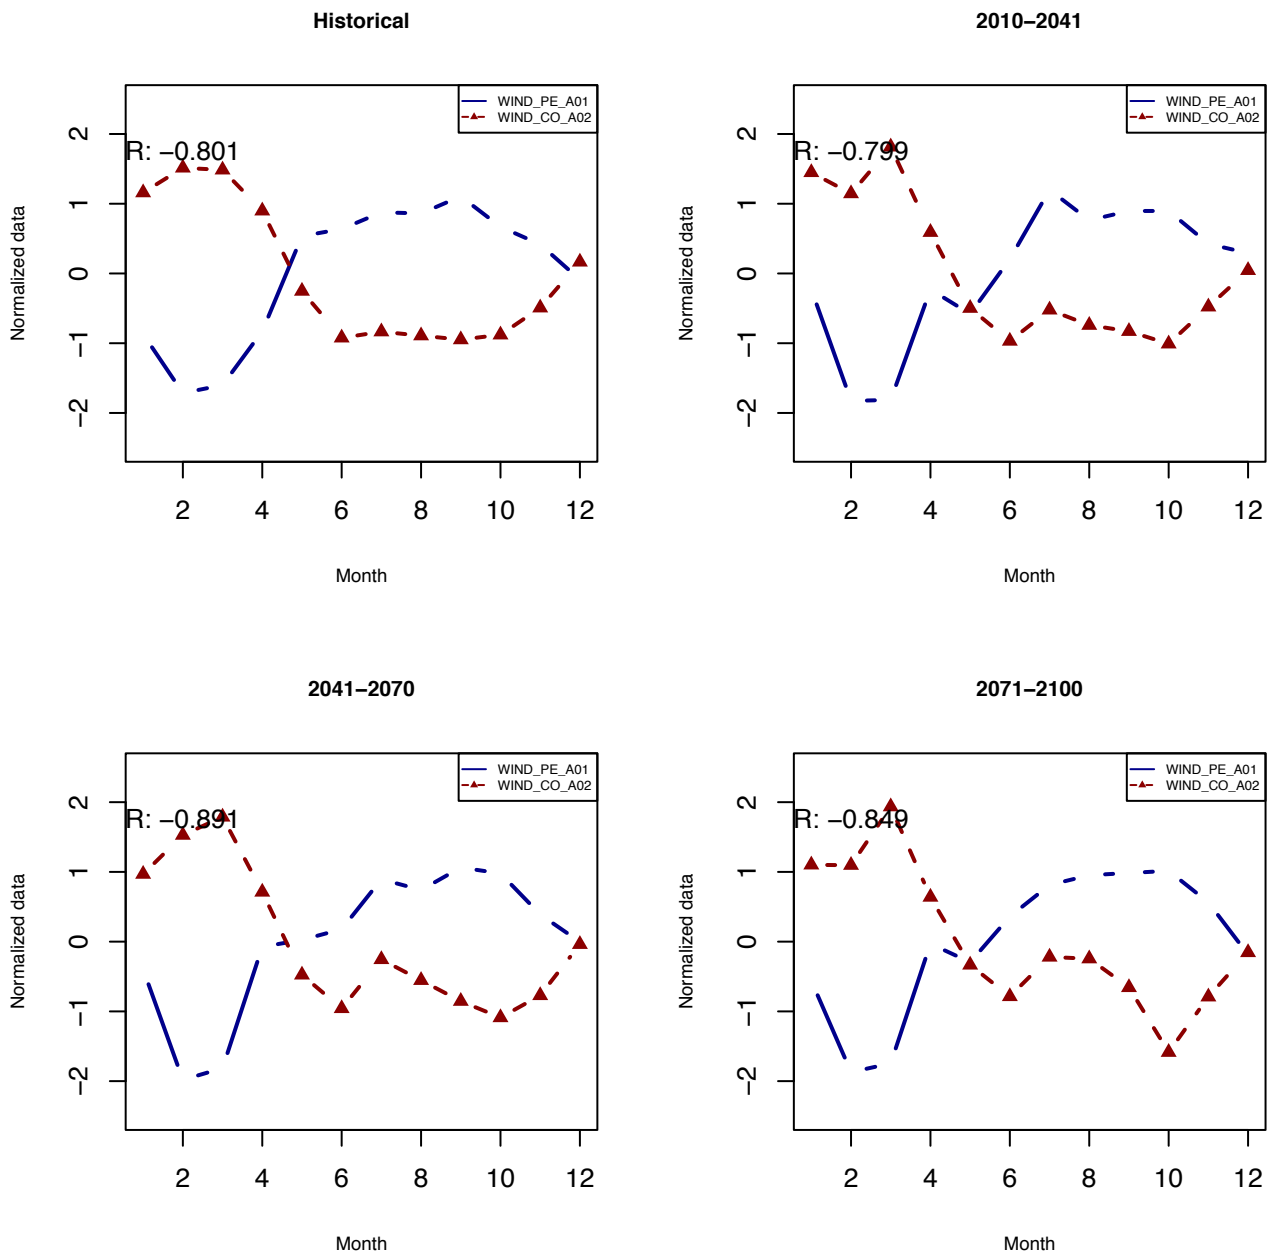 Historical
WIND_PE_A01
WIND_CO_A02
R: −0.801
Normalized data
2
1
0
−1
−2
2 4 6 8 10 12
Month
2010−2041
WIND_PE_A01
WIND_CO_A02
R: −0.799
Normalized data
2
1
0
−1
−2
2 4 6 8 10 12
Month
2041−2070
WIND_PE_A01
WIND_CO_A02
R: −0.891
Normalized data
2
1
0
−1
−2
2 4 6 8 10 12
Month
2071−2100
WIND_PE_A01
WIND_CO_A02
R: −0.849
Normalized data
2
1
0
−1
−2
2 4 6 8 10 12
Month